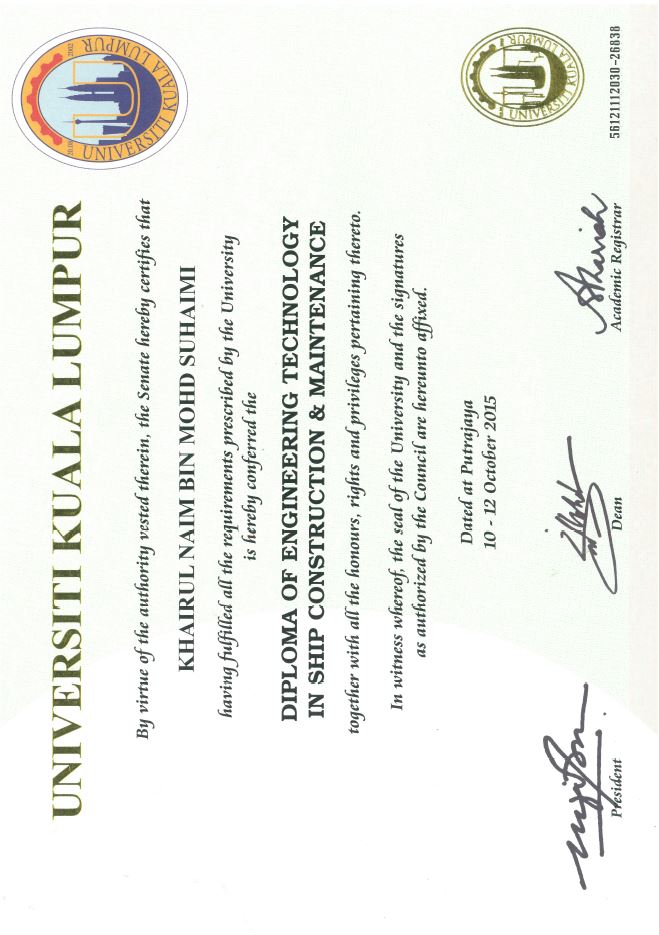 UNIVERSITI KUALA LUMPUR
UNIVERSITI KUALA LUMPUR
2002
By virtue of the authority vested therein, the Senate hereby certifies that
KHAIRUL NAIM BIN MOHD SUHAIMI
having fulfilled all the requirements prescribed by the University
is hereby conferred the
DIPLOMA OF ENGINEERING TECHNOLOGY
IN SHIP CONSTRUCTION & MAINTENANCE
together with all the honours, rights and privileges pertaining thereto.
In witness whereof, the seal of the University and the signatures
as authorized by the Council are hereunto affixed.
Dated at Putrajaya
10 - 12 October 2015
UNIVERSITI KUALA LUMPUR
President
Dean
Academic Registrar
56121112030-26838